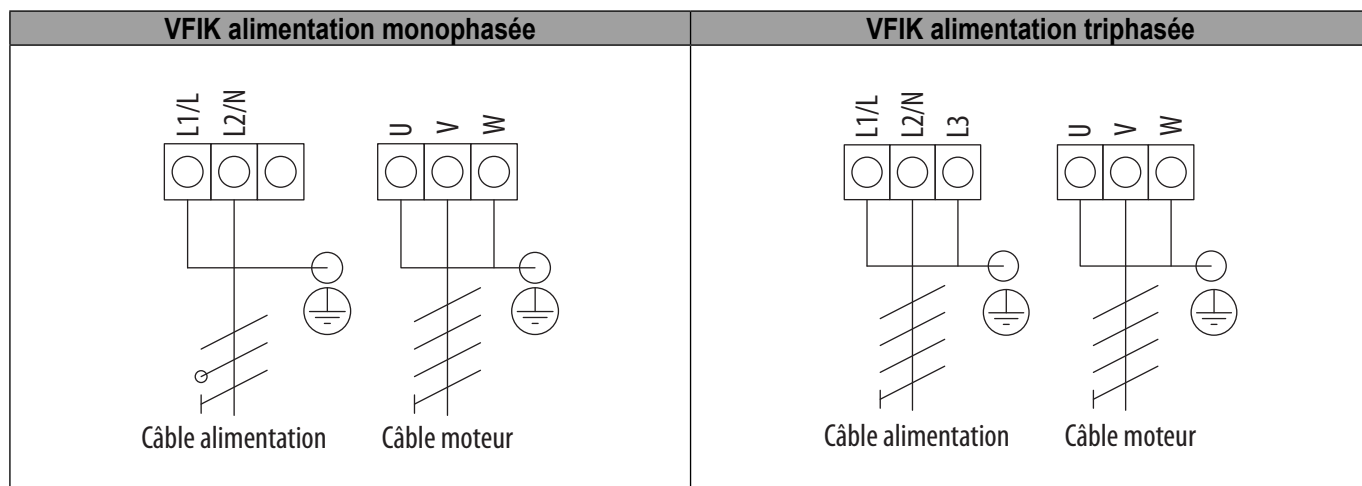 VFIK alimentation monophasée
L1/L
L2/N
U
V
W
Câble alimentation
Câble moteur
VFIK alimentation triphasée
L1/L
L2/N
L3
U
V
W
Câble alimentation
Câble moteur